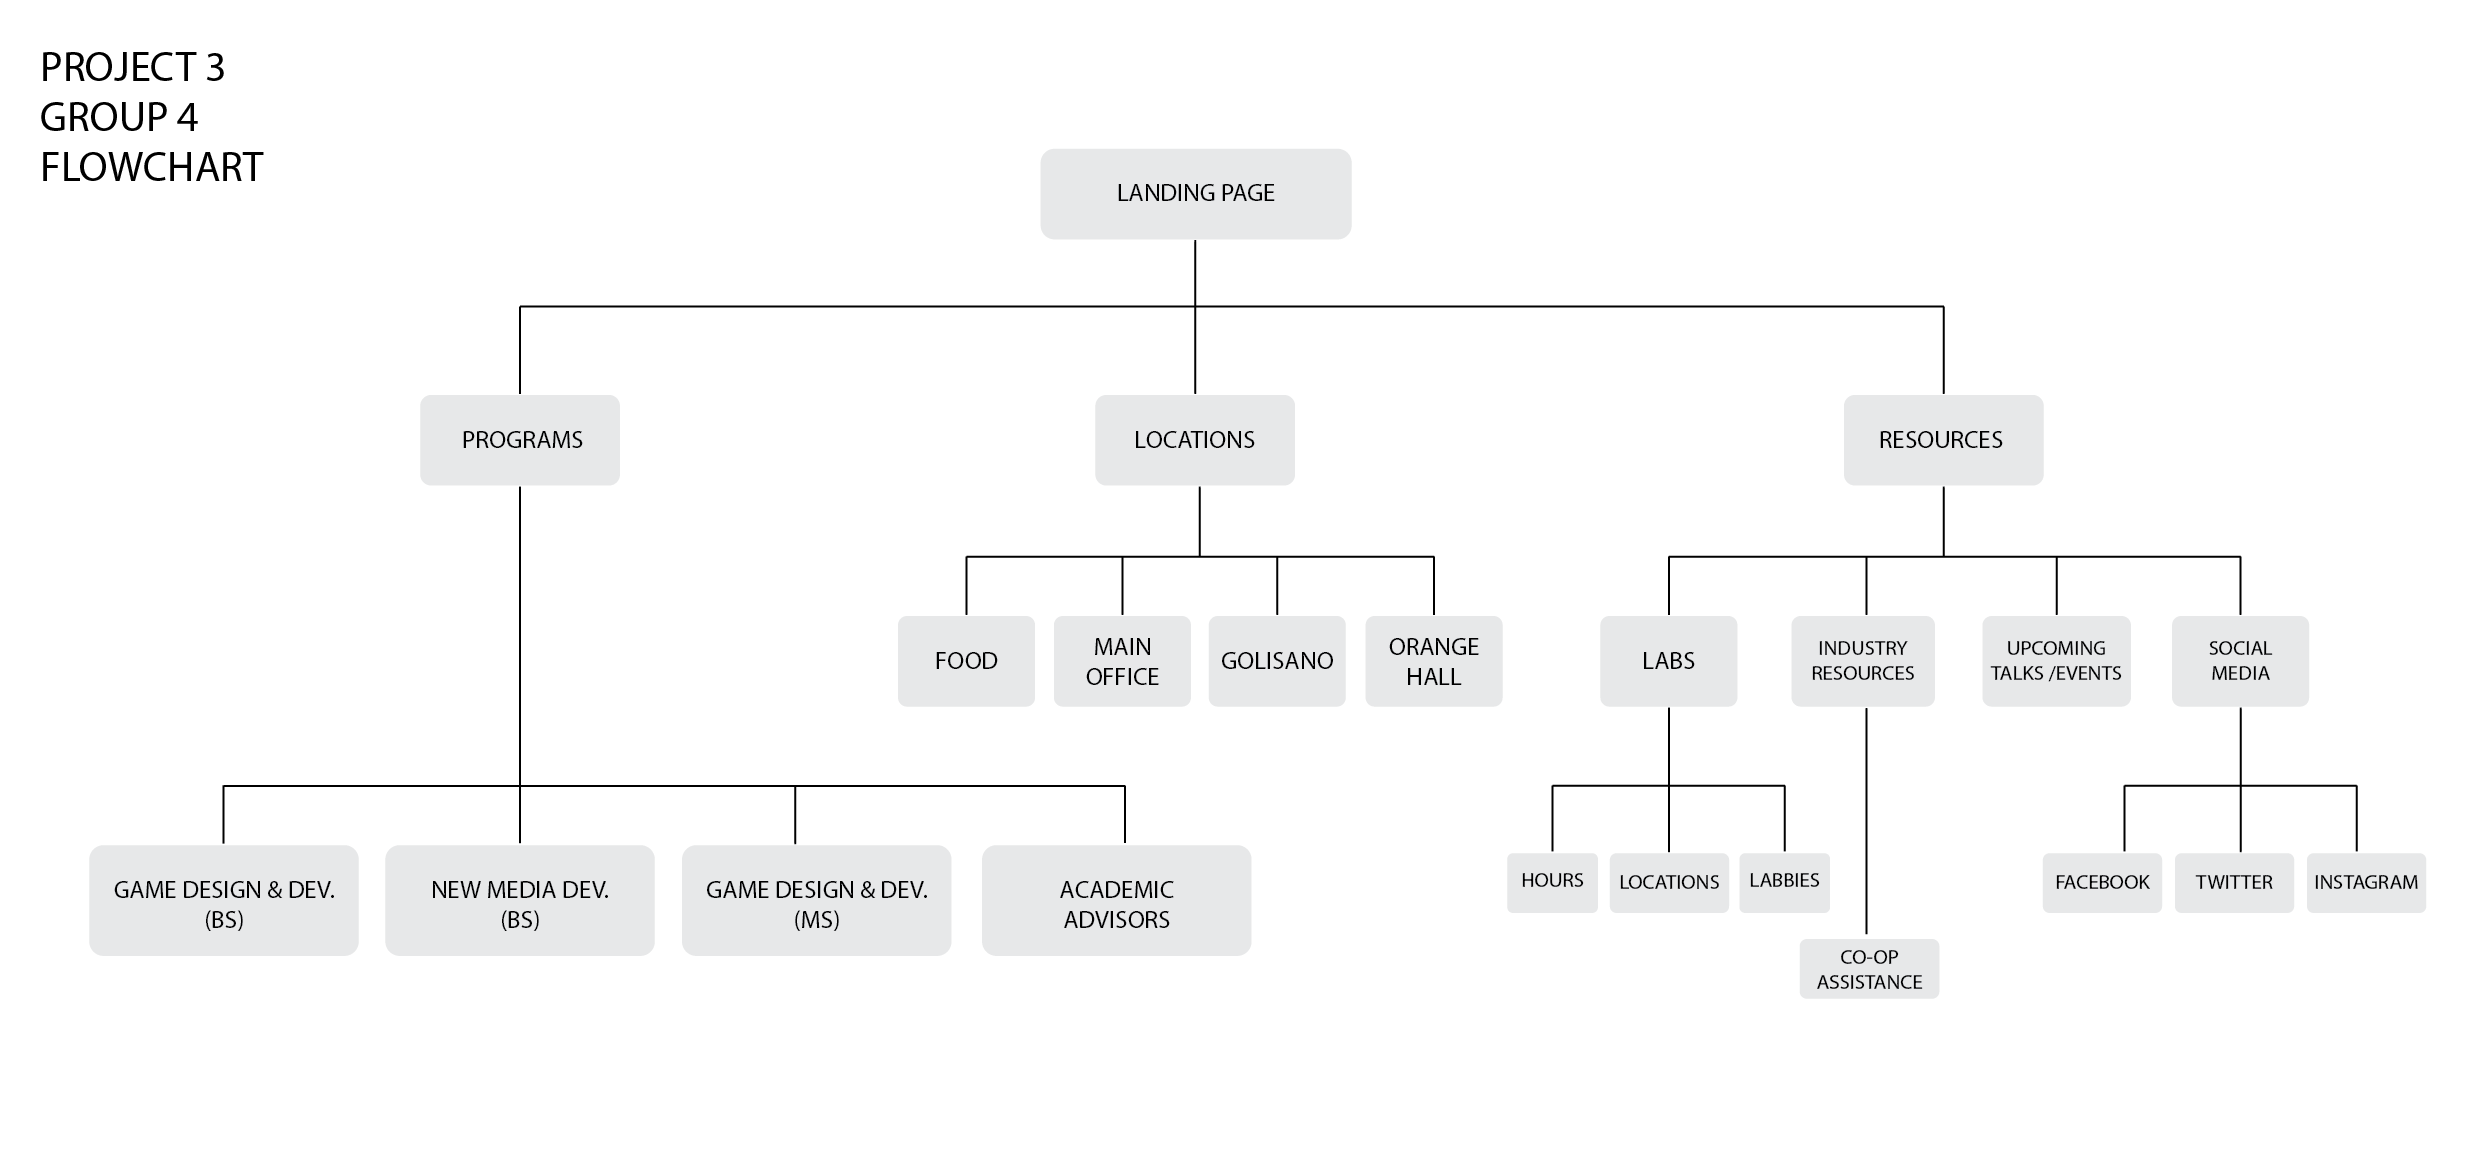 PROJECT 3
GROUP 4
FLOWCHART
LANDING PAGE
PROGRAMS
LOCATIONS
RESOURCES
FOOD
MAIN
OFFICE
GOLISANO
ORANGE
HALL
LABS
INDUSTRY
RESOURCES
UPCOMING
TALKS /EVENTS
SOCIAL
MEDIA
GAME DESIGN & DEV.
(BS)
NEW MEDIA DEV.
(BS)
GAME DESIGN & DEV.
(MS)
ACADEMIC
ADVISORS
HOURS
LOCATIONS
LABBIES
CO-OP
ASSISTANCE
FACEBOOK
TWITTER
INSTAGRAM